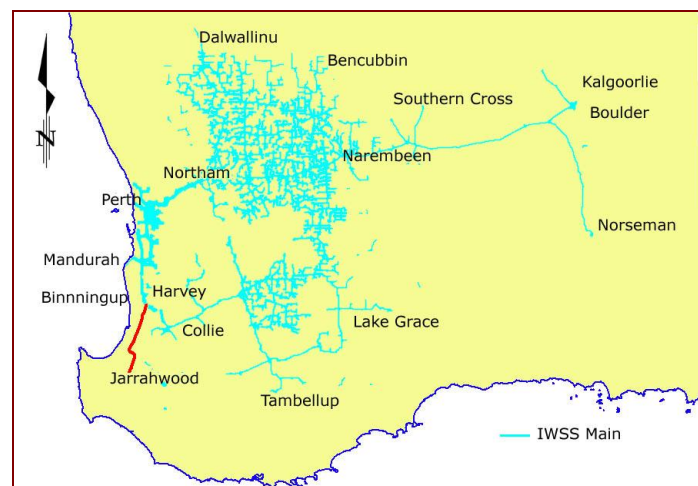 Dalwallinu
Bencubbin
Kalgoorlie
Southern Cross
Boulder
N
Narembeen
Northam
Perth
Norseman
Mandurah
Binnningup
Harvey
Lake Grace
Collie
Jarrahwood
Tambellup
IWSS Main